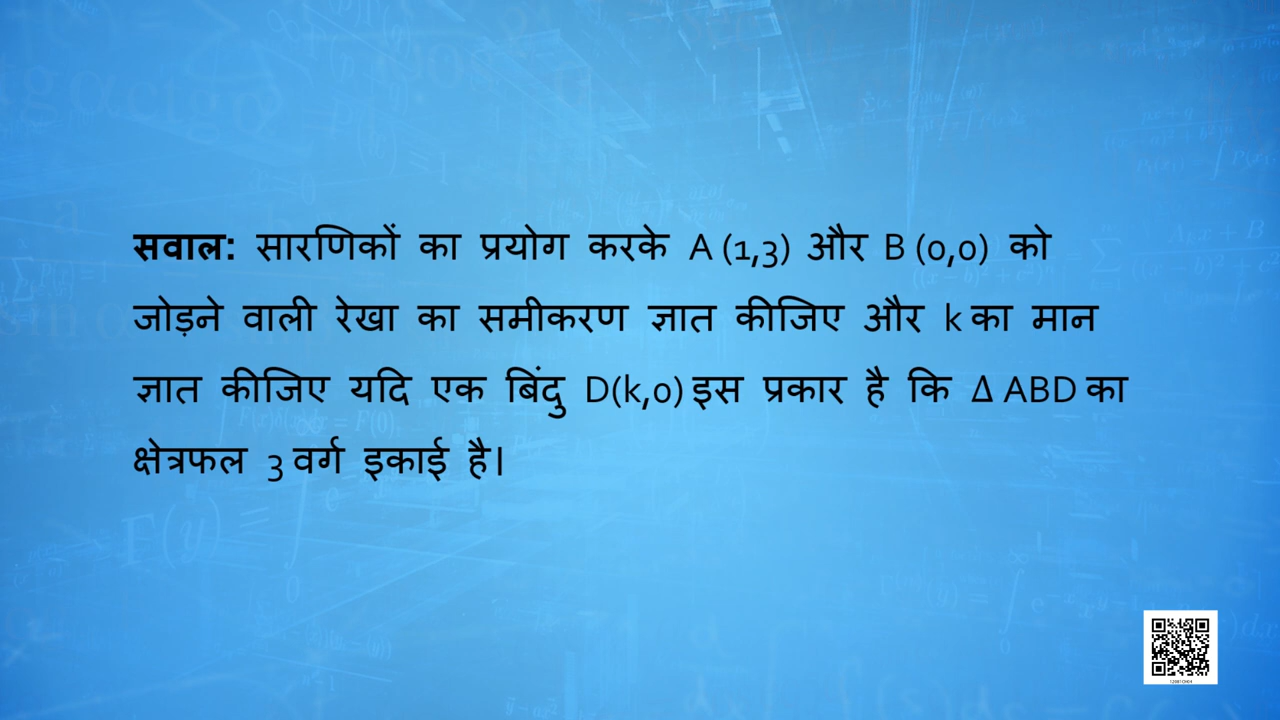 सवाल: सारणिकों का प्रयोग करके A (1,3) और B (0,0) को
जोड़ने वाली रेखा का समीकरण ज्ञात कीजिए और k का मान
ज्ञात कीजिए यदि एक बिंदु D(k,0) इस प्रकार है कि Δ ABD का
क्षेत्रफल 3 वर्ग इकाई है।